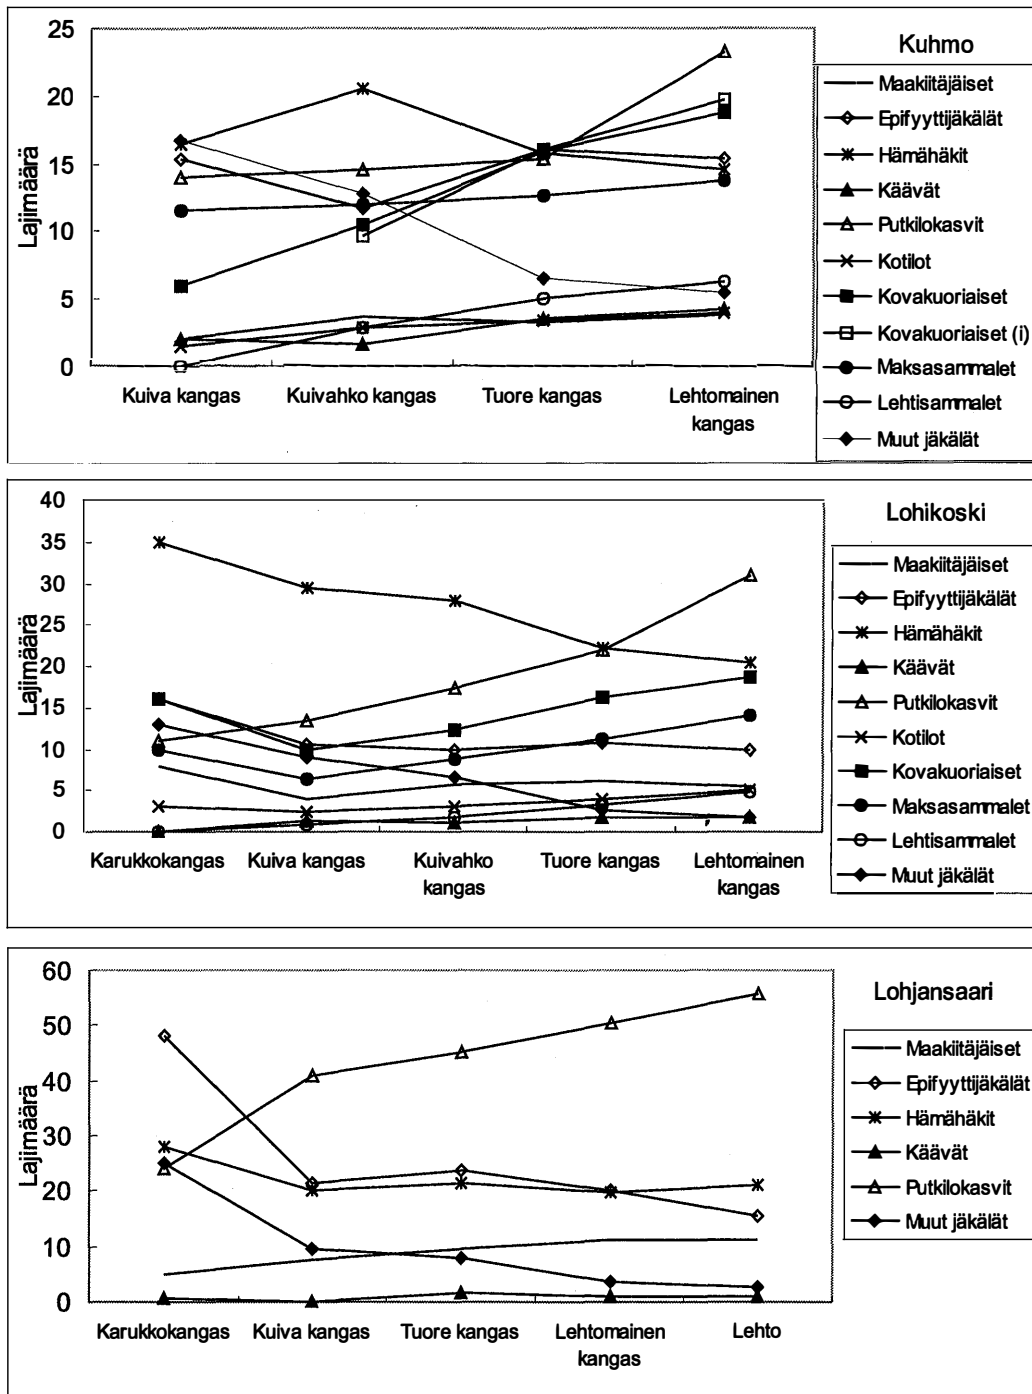 Kuhmo
25
20
15
10
5
0
Lajimäärä
Kuiva kangas
Kuivahko kangas
Tuore kangas
Lehtomainen
kangas
Maakiitäjäiset
Epifyyttijäkälät
Hämähäkit
Käävät
Putkilokasvit
Kotilot
Kovakuoriaiset
Kovakuoriaiset (i)
Maksasammalet
Lehtisammalet
Muut jäkälät
Lohikoski
40
35
30
25
20
15
10
5
0
Lajimäärä
Karukkokangas
Kuiva kangas
Kuivahko
kangas
Tuore kangas
Lehtomainen
kangas
Maakiitäjäiset
Epifyyttijäkälät
Hämähäkit
Käävät
Putkilokasvit
Kotilot
Kovakuoriaiset
Maksasammalet
Lehtisammalet
Muut jäkälät
Lohjansaari
60
50
40
30
20
10
0
Lajimäärä
Karukkokangas
Kuiva kangas
Tuore kangas
Lehtomainen
kangas
Lehto
Maakiitäjäiset
Epifyyttijäkälät
Hämähäkit
Käävät
Putkilokasvit
Muut jäkälät